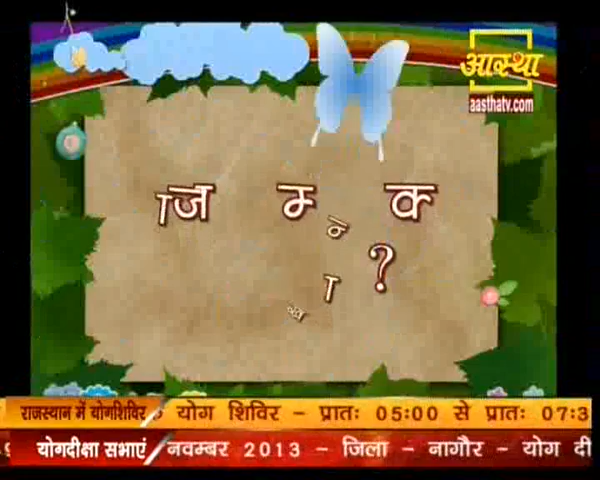 आस्था
aasthatv.com
ाज म क
न
?
ा
राजस्थान में योगशिविर योग शिविर - प्रातः 05:00 से प्रातः 07:3
योगदीक्षा सभाएं नवम्बर 2013 - जिला - नागौर - योग दी